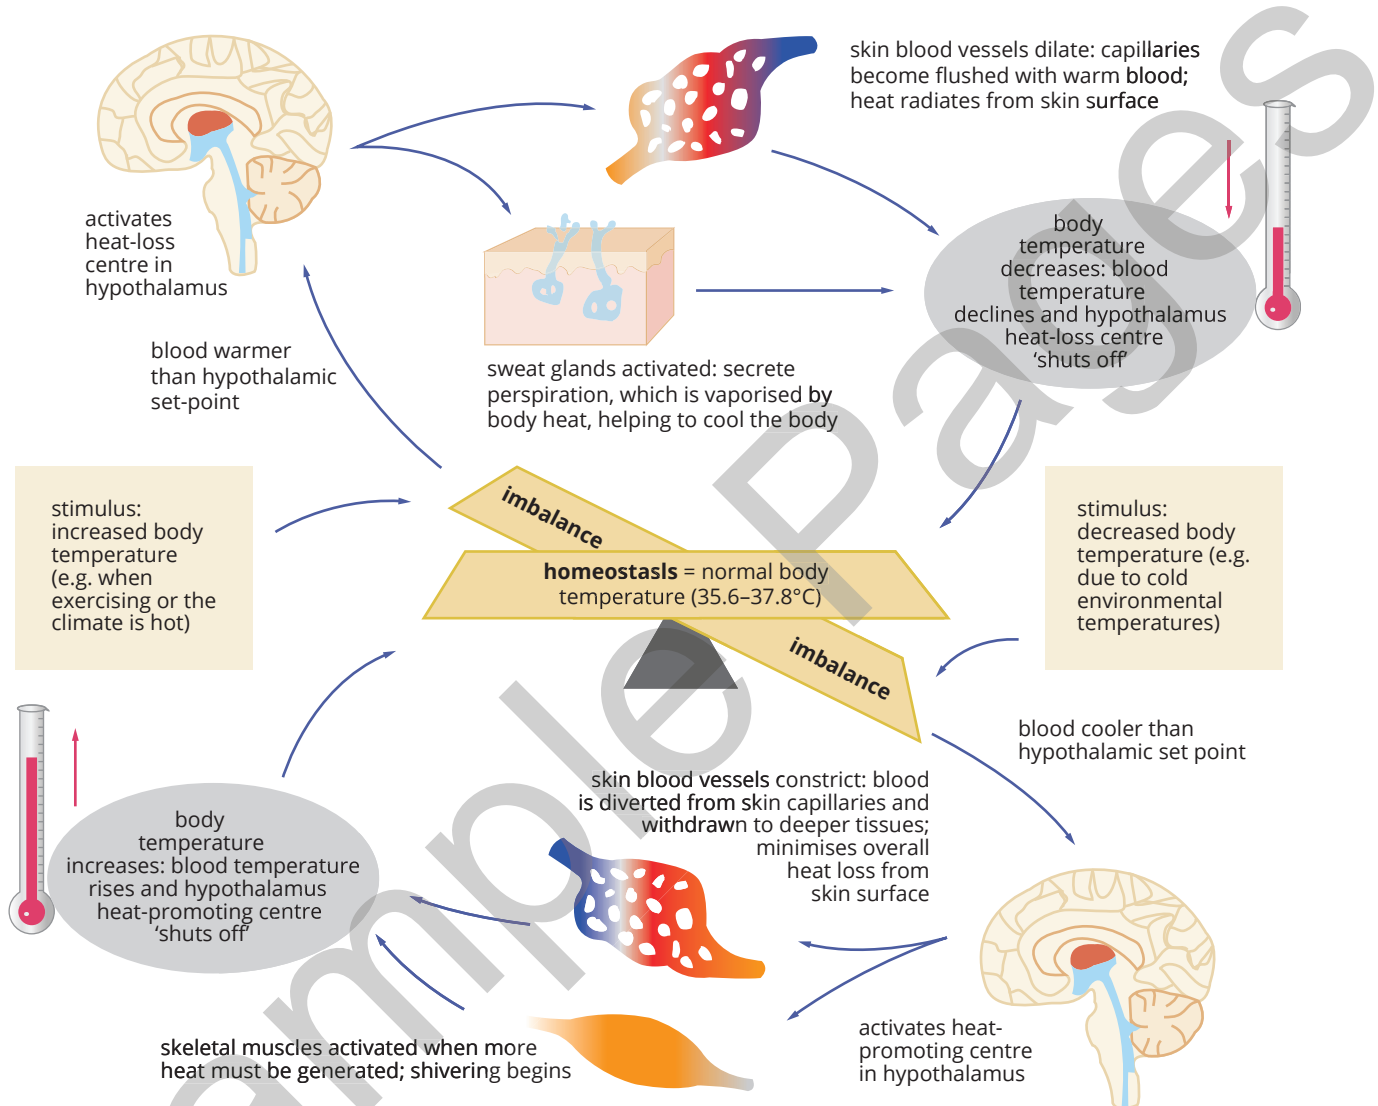 skin blood vessels dilate: capillaries
become flushed with warm blood;
heat radiates from skin surface
activates
heat-loss
centre in
hypothalamus
body
temperature
decreases: blood
temperature
declines and hypothalamus
heat-loss centre
‘shuts off’
blood warmer
than hypothalamic
set-point
sweat glands activated: secrete
perspiration, which is vaporised by
body heat, helping to cool the body
stimulus:
increased body
temperature
(e.g. when
exercising or the
climate is hot)
imbalance
homeostasIs = normal body
temperature (35.6–37.8°C)
imbalance
stimulus:
decreased body
temperature (e.g.
due to cold
environmental
temperatures)
blood cooler than
hypothalamic set point
skin blood vessels constrict: blood
is diverted from skin capillaries and
withdrawn to deeper tissues;
minimises overall
heat loss from
skin surface
body
temperature
increases: blood temperature
rises and hypothalamus
heat-promoting centre
‘shuts off’
skeletal muscles activated when more
heat must be generated; shivering begins
activates heat-
promoting centre
in hypothalamus
ample Pages